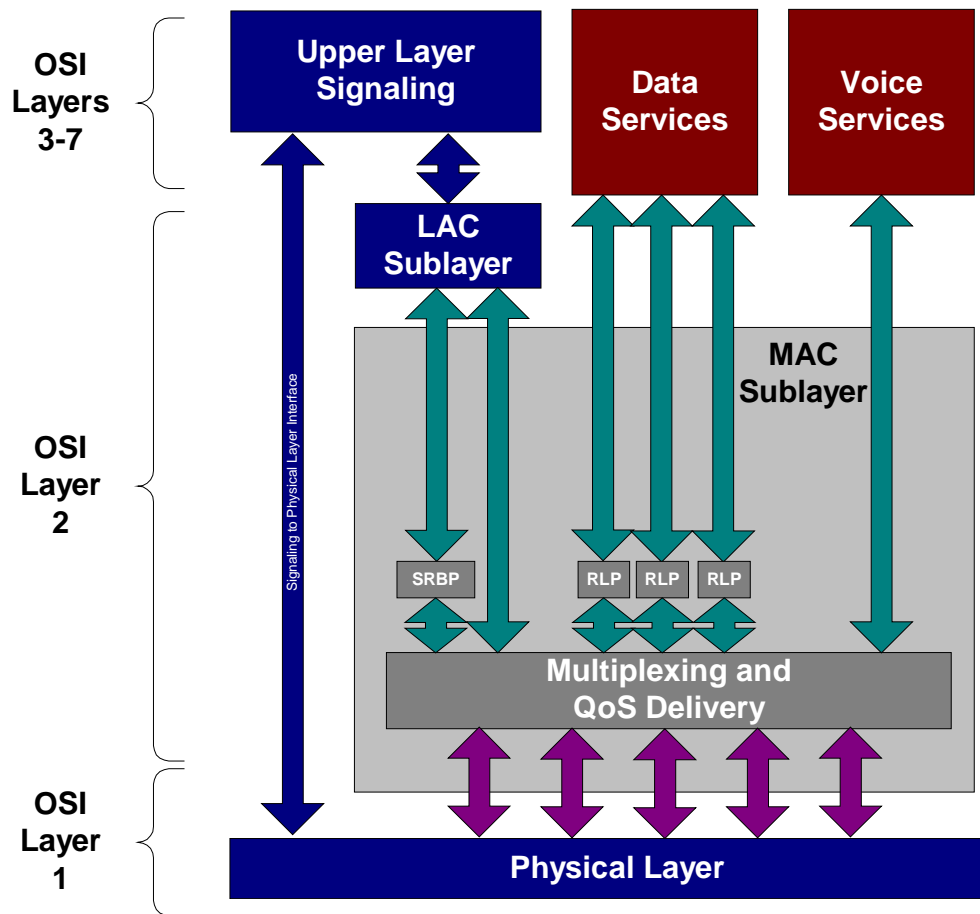 OSI
Layers
3-7
Upper Layer
Signaling
Data
Services
Voice
Services
LAC
Sublayer
MAC
Sublayer
OSI
Layer
2
Signaling to Physical Layer Interface
SRBP
RLP
RLP
RLP
Multiplexing and
QoS Delivery
OSI
Layer
1
Physical Layer